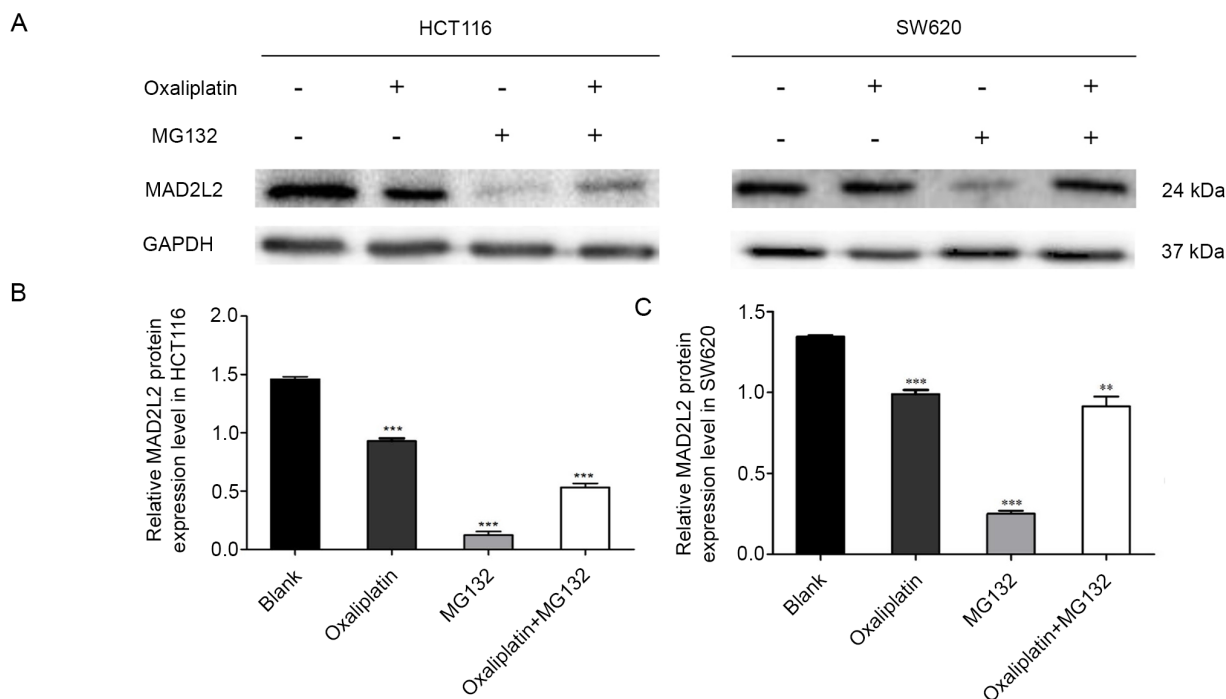 A
HCT116
SW620
Oxaliplatin - + - + - + - +
MG132 - - + + - - + +
MAD2L2 24 kDa
GAPDH 37 kDa
B
Relative MAD2L2 protein
expression level in HCT116
2.0
1.5
1.0
0.5
0.0
***
***
***
Blank
Oxaliplatin
MG132
Oxaliplatin+MG132
C
Relative MAD2L2 protein
expression level in SW620
1.5
1.0
0.5
0.0
***
***
**
Blank
Oxaliplatin
MG132
Oxaliplatin+MG132